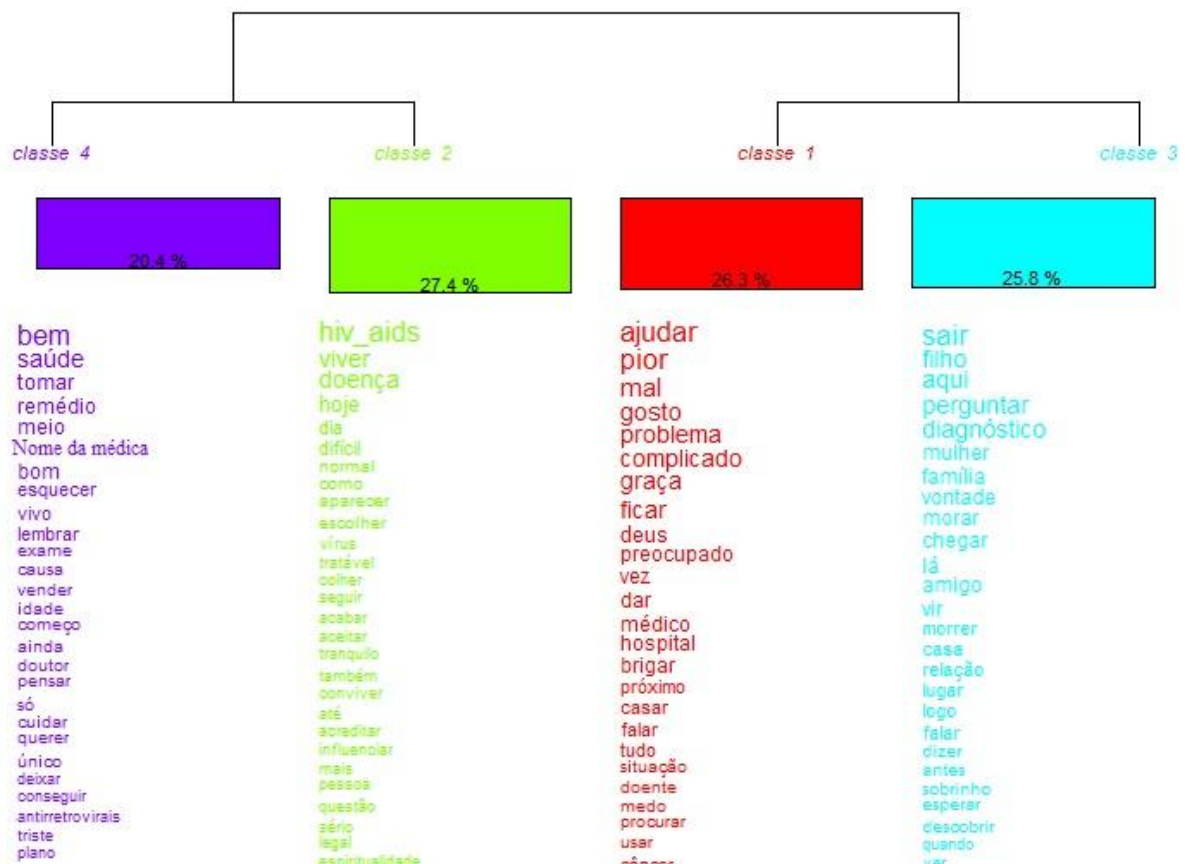 classe 4
classe 2
classe 1
classe 3
20.4 %
27.4 %
26.3 %
25.8 %
bem
saúde
tomar
remédio
meio
Nome da médica
bom
esquecer
vivo
lembrar
exame
causa
vender
idade
começo
ainda
doutor
pensar
só
cuidar
querer
único
deixar
conseguir
antirretrovirais
triste
plano
hiv_aids
viver
doença
hoje
dia
difícil
normal
como
aparecer
escolher
vírus
tratável
colher
seguir
acabar
aceitar
tranquilo
também
conviver
até
acreditar
influenciar
mais
pessoa
questão
sério
legal
espiritualidade
ajudar
pior
mal
gosto
problema
complicado
graça
ficar
deus
preocupado
vez
dar
médico
hospital
brigar
próximo
casar
falar
tudo
situação
doente
medo
procurar
usar
sair
filho
aqui
perguntar
diagnóstico
mulher
família
vontade
morar
chegar
lá
amigo
vir
morrer
casa
relação
lugar
logo
falar
dizer
antes
sobrinho
esperar
descobrir
quando